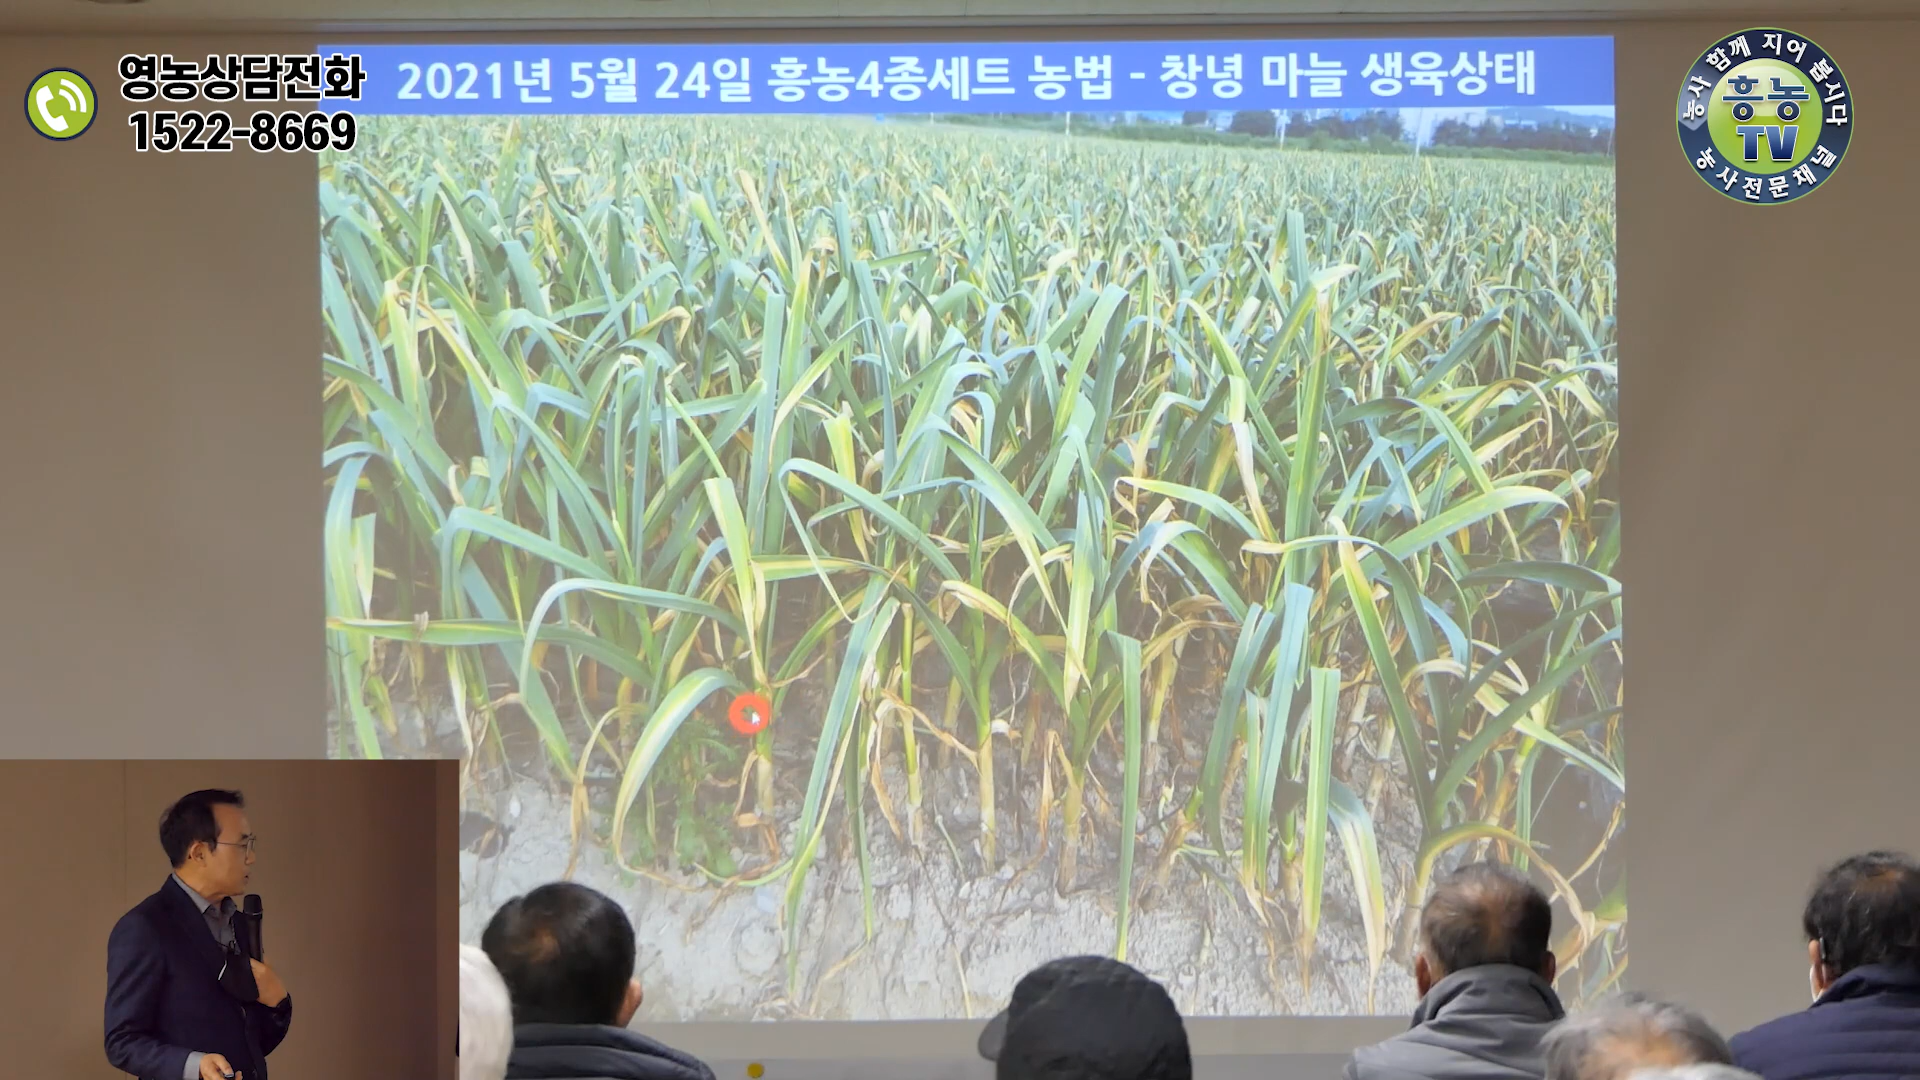 영농상담전화
1522-8669
2021년 5월 24일 흥농4종세트 농법 - 창녕 마늘 생육상태
농사 함께 지어 봅시다
흥농
TV
농사전문채널